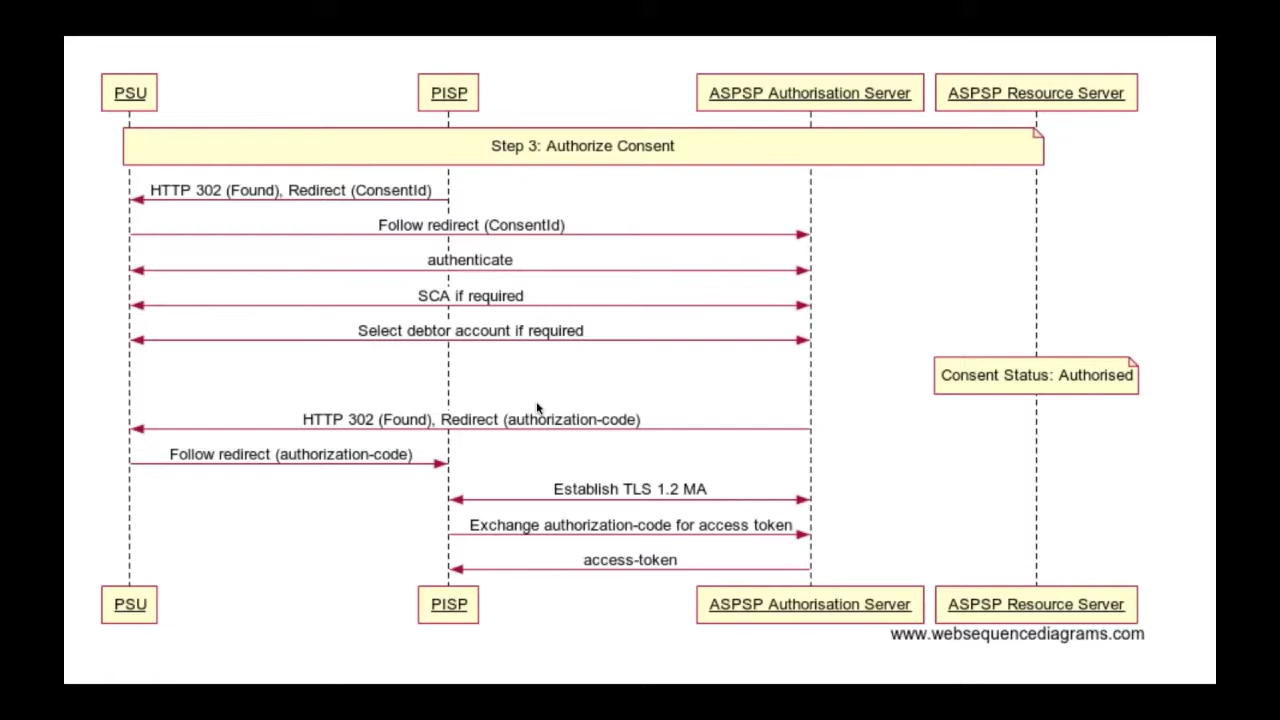 PSU
PISP
ASPSP Authorisation Server
ASPSP Resource Server
Step 3: Authorize Consent
HTTP 302 (Found), Redirect (ConsentId)
Follow redirect (ConsentId)
authenticate
SCA if required
Select debtor account if required
Consent Status: Authorised
HTTP 302 (Found), Redirect (authorization-code)
Follow redirect (authorization-code)
Establish TLS 1.2 MA
Exchange authorization-code for access token
access-token
PSU
PISP
ASPSP Authorisation Server
ASPSP Resource Server
www.websequencediagrams.com